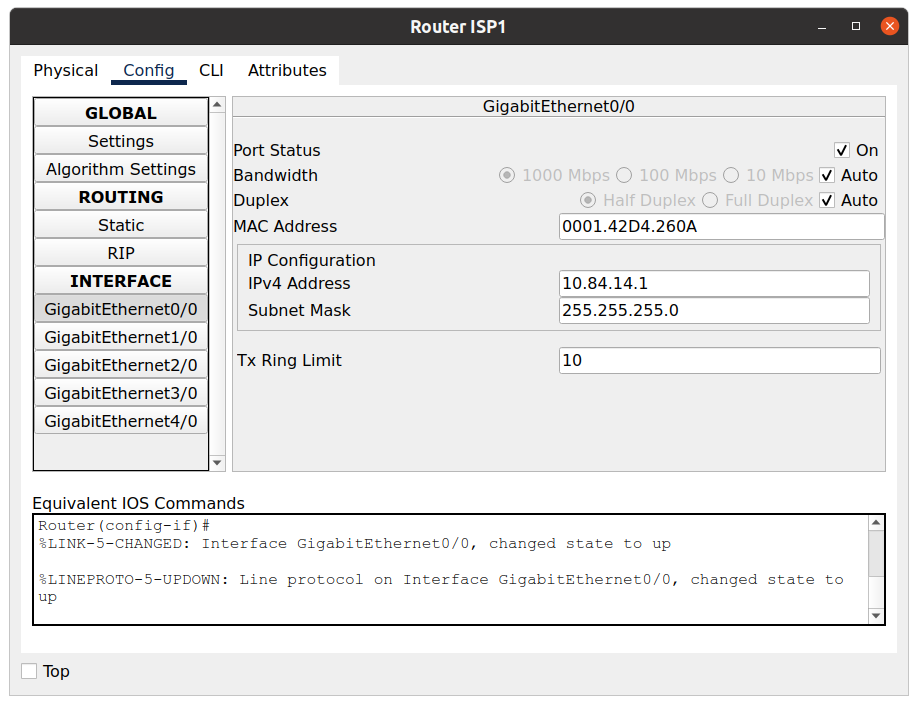 Router ISP1
Physical Config CLI Attributes
GLOBAL
Settings
Algorithm Settings
ROUTING
Static
RIP
INTERFACE
GigabitEthernet0/0
GigabitEthernet1/0
GigabitEthernet2/0
GigabitEthernet3/0
GigabitEthernet4/0
GigabitEthernet0/0
Port Status On
Bandwidth 1000 Mbps 100 Mbps 10 Mbps Auto
Duplex Half Duplex Full Duplex Auto
MAC Address 0001.42D4.260A
IP Configuration
IPv4 Address 10.84.14.1
Subnet Mask 255.255.255.0
Tx Ring Limit 10
Equivalent IOS Commands
Router(config-if)#
%LINK-5-CHANGED: Interface GigabitEthernet0/0, changed state to up
%LINEPROTO-5-UPDOWN: Line protocol on Interface GigabitEthernet0/0, changed state to
up
Top